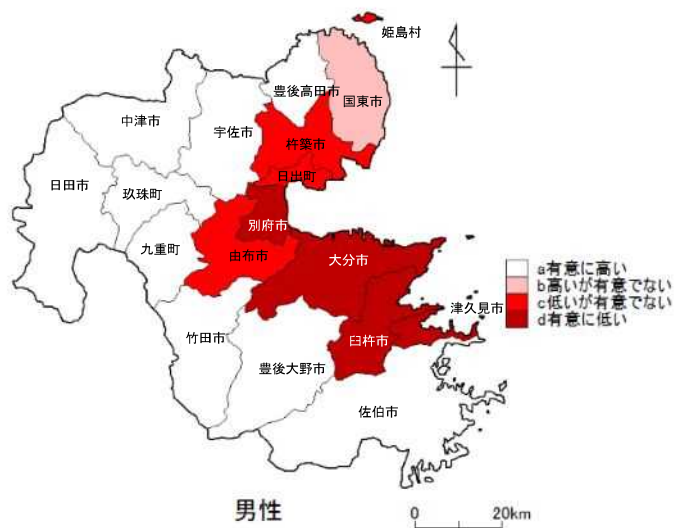 姫島村
豊後高田市
国東市
中津市
宇佐市
杵築市
日出町
日田市
玖珠町
別府市
九重町
由布市
大分市
a有意に高い
b高いが有意でない
c低いが有意でない
d有意に低い
津久見市
竹田市
臼杵市
豊後大野市
佐伯市
男性
0 20km